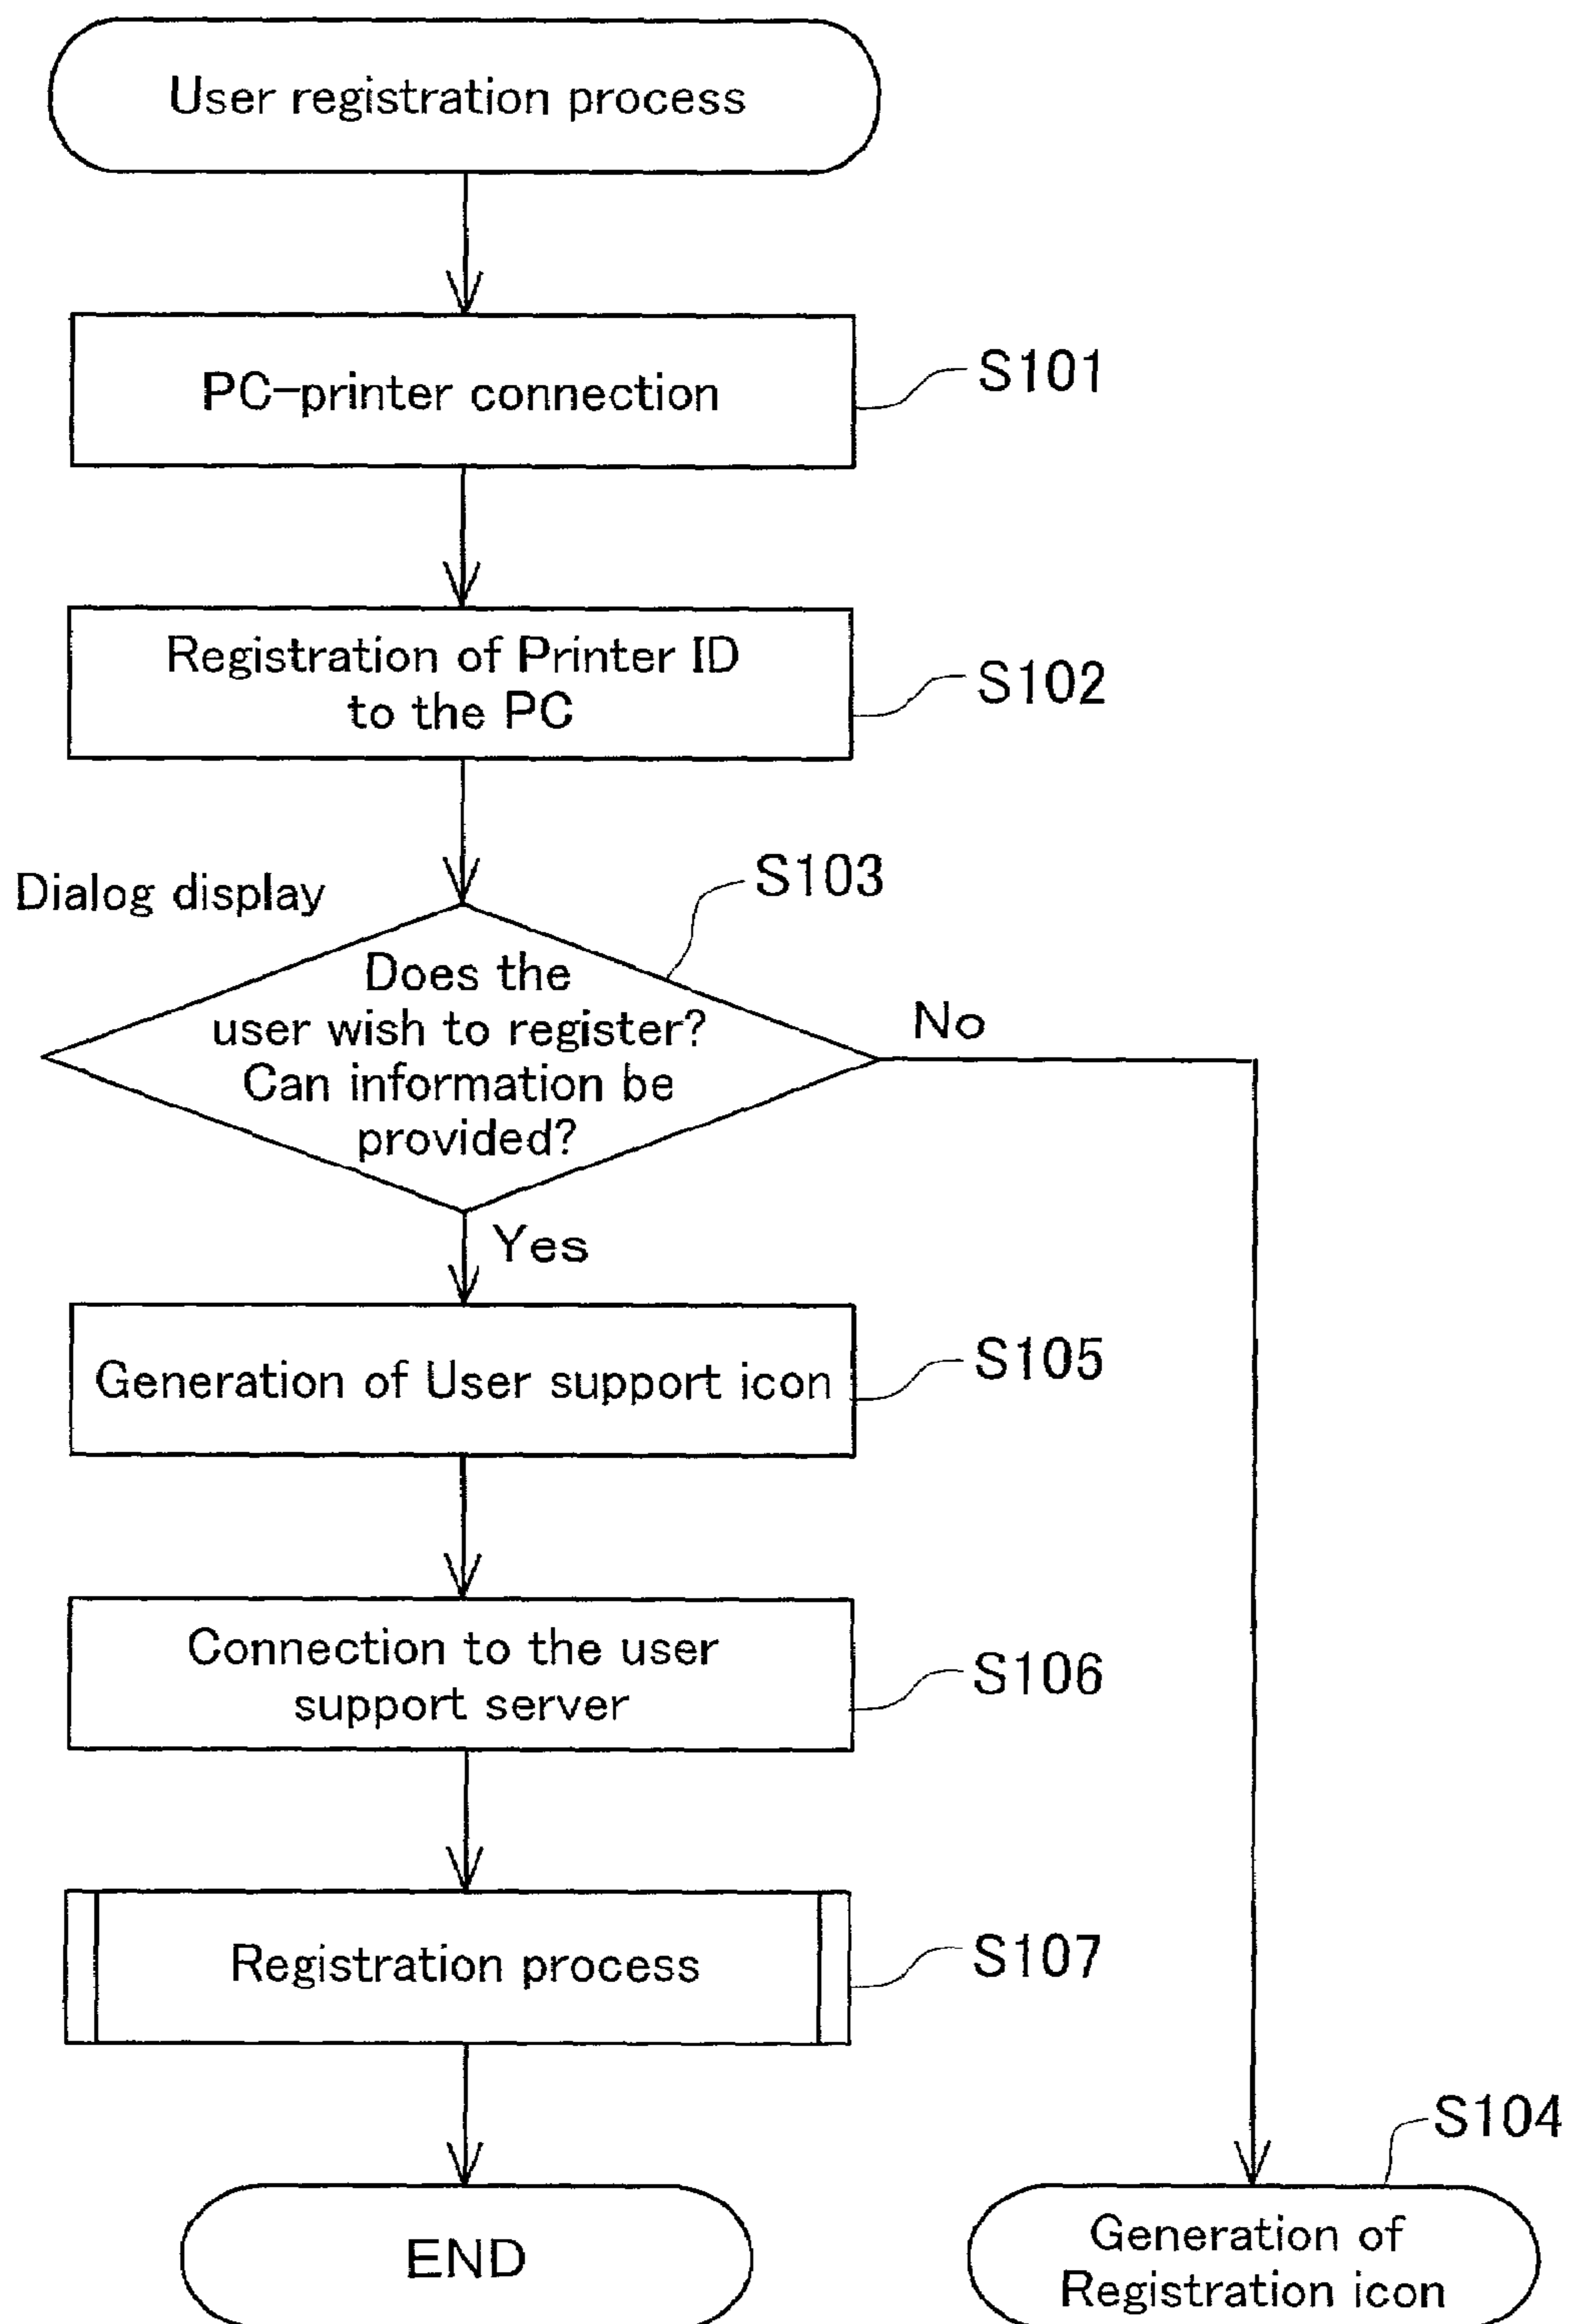 User registration process
PC-printer connection
S101
Registration of Printer ID
to the PC
S102
Dialog display
S103
Does the
user wish to register?
Can information be
provided?
No
Yes
Generation of User support icon
S105
Connection to the user
support server
S106
Registration process
S107
S104
END
Generation of
Registration icon